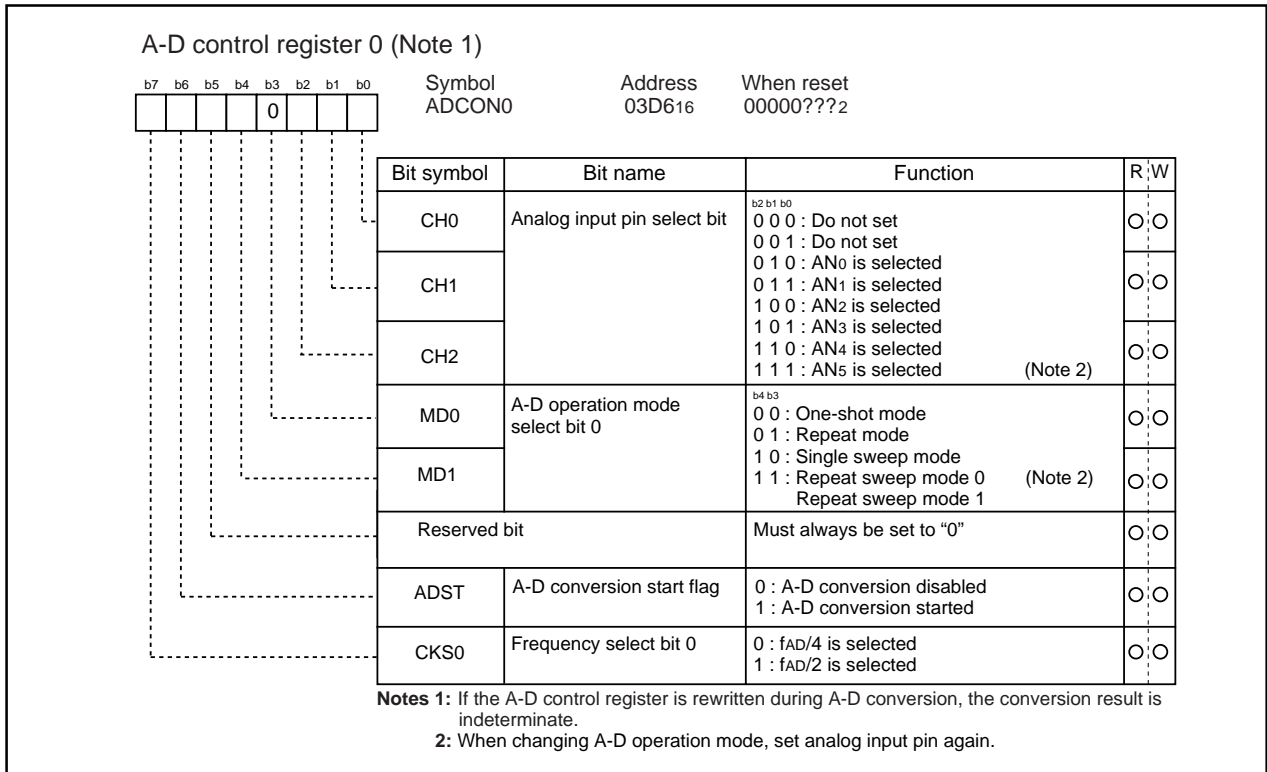 A-D control register 0 (Note 1)
b7 b6 b5 b4 b3 b2 b1 b0
0
Symbol Address When reset
ADCON0 03D616 00000???2
Bit symbol Bit name Function R W
CH0 Analog input pin select bit
b2 b1 b0
0 0 0 : Do not set
0 0 1 : Do not set
0 1 0 : AN0 is selected
0 1 1 : AN1 is selected
1 0 0 : AN2 is selected
1 0 1 : AN3 is selected
1 1 0 : AN4 is selected
1 1 1 : AN5 is selected (Note 2)
CH1
CH2
MD0 A-D operation mode
select bit 0
b4 b3
0 0 : One-shot mode
0 1 : Repeat mode
1 0 : Single sweep mode
1 1 : Repeat sweep mode 0 (Note 2)
Repeat sweep mode 1
MD1
Reserved bit Must always be set to “0”
ADST A-D conversion start flag 0 : A-D conversion disabled
1 : A-D conversion started
CKS0 Frequency select bit 0 0 : fAD/4 is selected
1 : fAD/2 is selected
Notes 1: If the A-D control register is rewritten during A-D conversion, the conversion result is
indeterminate.
2: When changing A-D operation mode, set analog input pin again.